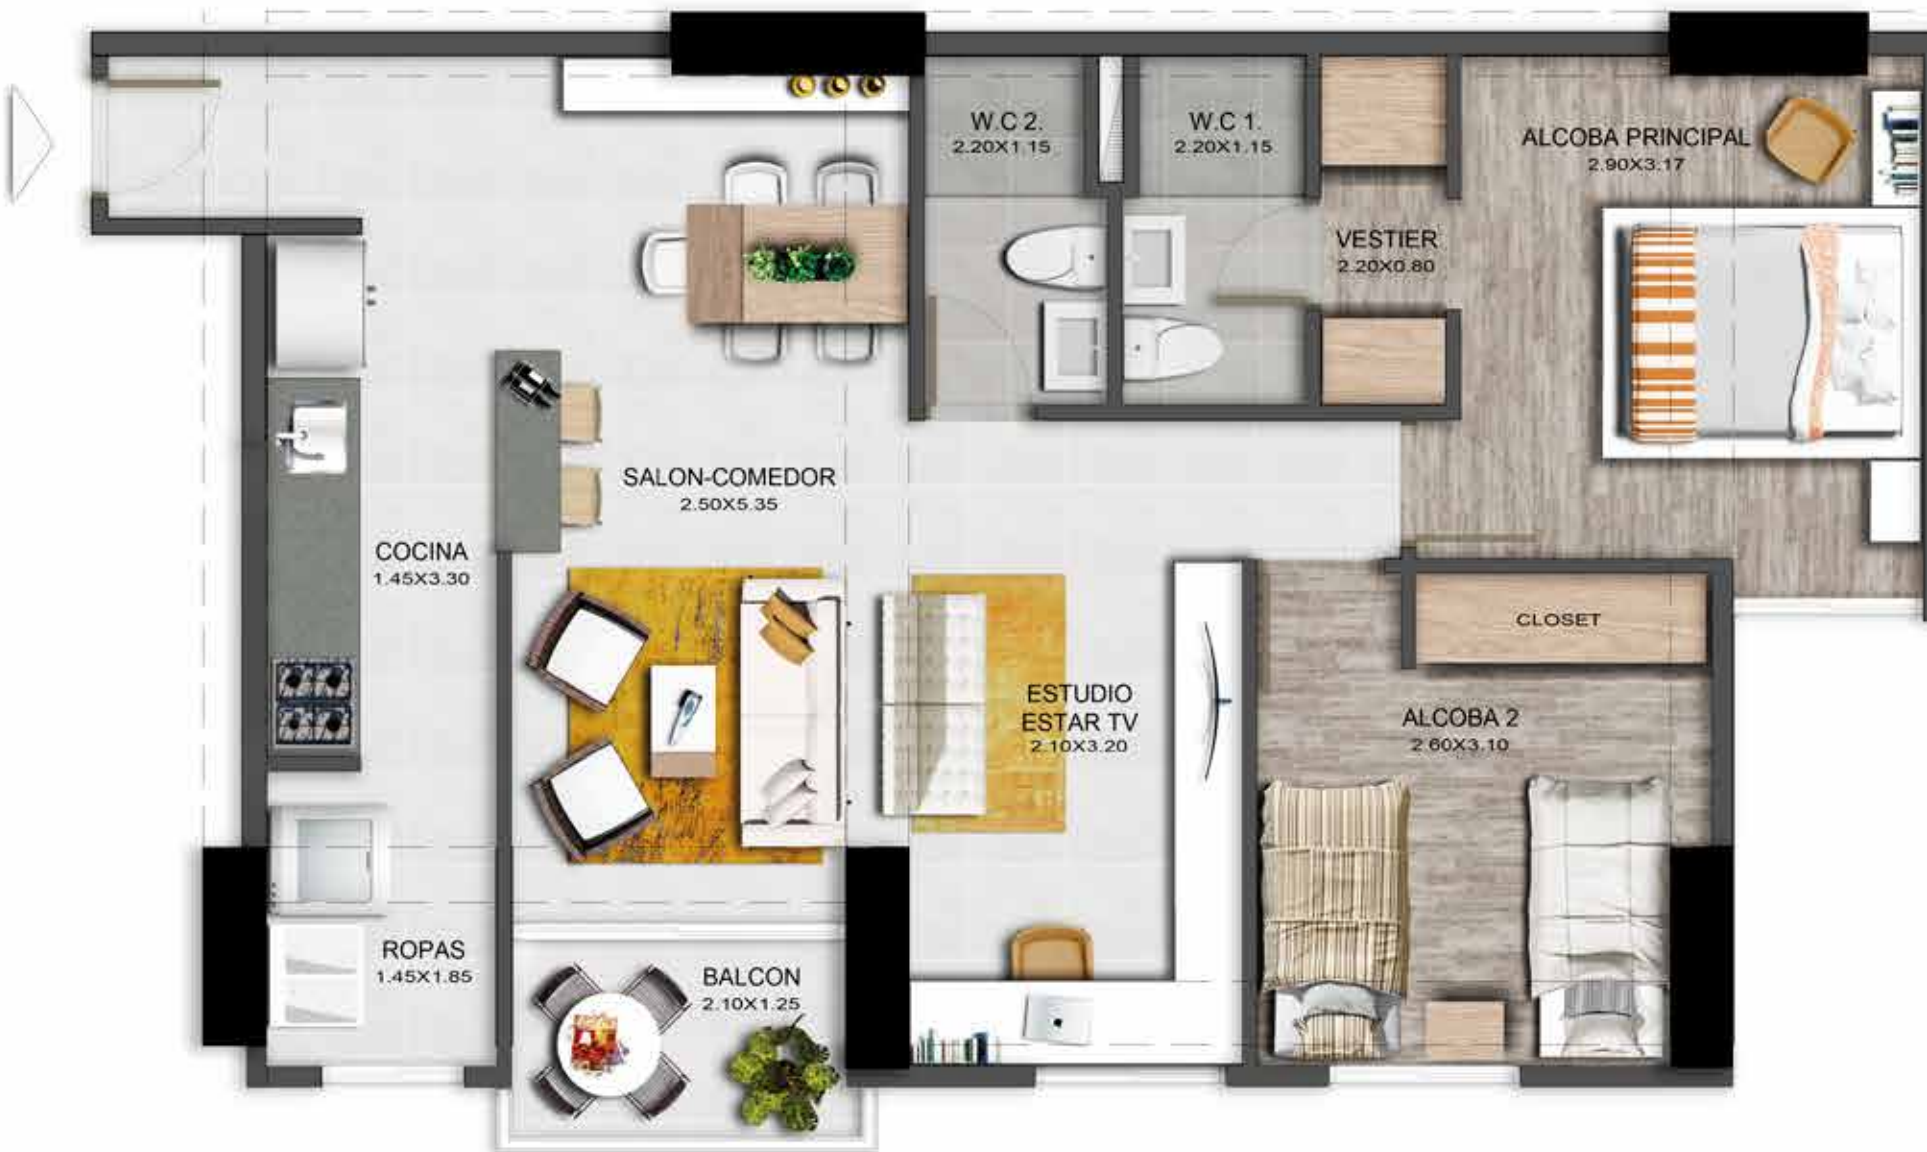 W.C 2.
2.20X1.15
W.C 1.
2.20X1.15
ALCOBA PRINCIPAL
2.90X3.17
VESTIER
2.20X0.80
SALON-COMEDOR
2.50X5.35
COCINA
1.45X3.30
CLOSET
ESTUDIO
ESTAR TV
2.10X3.20
ALCOBA 2
2.60X3.10
ROPAS
1.45X1.85
BALCON
2.10X1.25